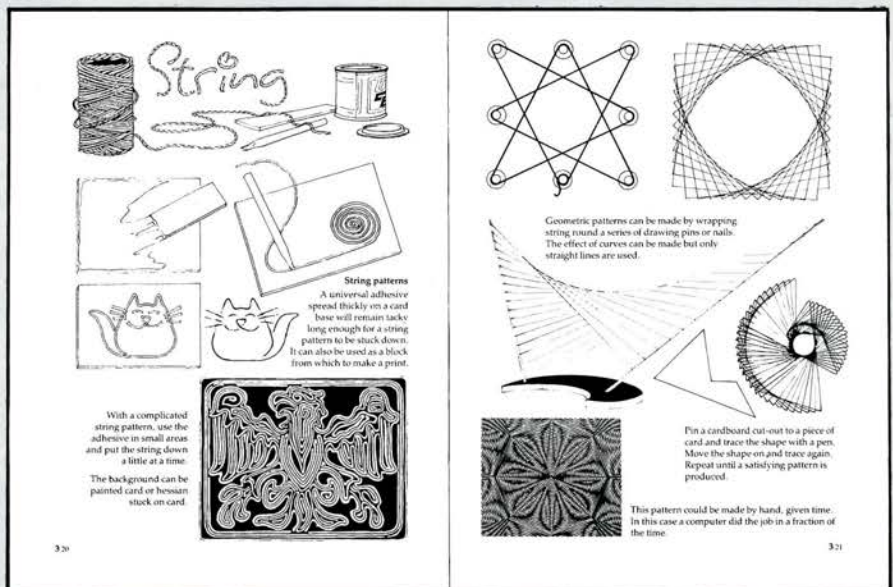 String
String patterns
A universal adhesive
spread thickly on a card
base will remain tacky
long enough for a string
pattern to be stuck down.
It can also be used as a block
from which to make a print.
With a complicated
string pattern, use the
adhesive in small areas
and put the string down
a little at a time.
The background can be
painted card or hessian
stuck on card.
3 20
Geometric patterns can be made by wrapping
string round a series of drawing pins or nails.
The effect of curves can be made but only
straight lines are used.
Pin a cardboard cut-out to a piece of
card and trace the shape with a pen.
Move the shape on and trace again.
Repeat until a satisfying pattern is
produced.
This pattern could be made by hand, given time.
In this case a computer did the job in a fraction of
the time.
3 21